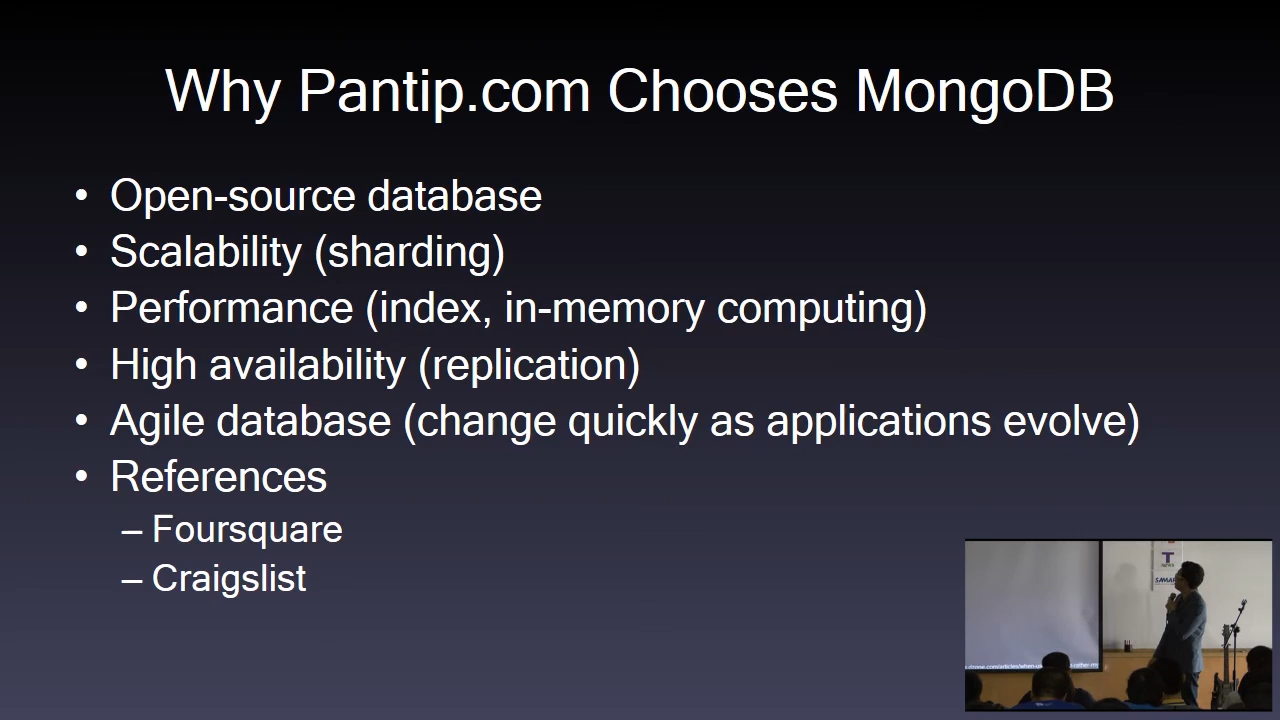 Why Pantip.com Chooses MongoDB
• Open-source database
• Scalability (sharding)
• Performance (index, in-memory computing)
• High availability (replication)
• Agile database (change quickly as applications evolve)
• References
– Foursquare
– Craigslist
T